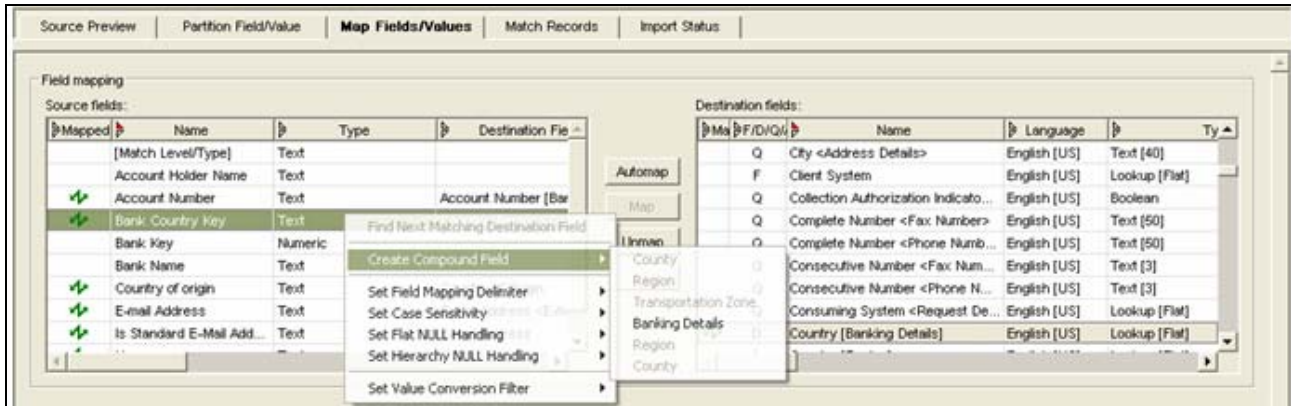 Source Preview Partition Field/Value Map Fields/Values Match Records Import Status
Field mapping
Source fields: Destination fields:
Mapped Name Type Destination Fie Ma F/D/Q/ Name Language Ty
[Match Level/Type] Text Q City <Address Details> English [US] Text [40]
Account Holder Name Text Automap F Client System English [US] Lookup [Flat]
Account Number Text Account Number [Ban Q Collection Authorization Indicato... English [US] Boolean
Map
Bank Country Key Text Find Next Matching Destination Field Q Complete Number <Fax Number> English [US] Text [50]
Bank Key Numeric Unmap Q Complete Number <Phone Numb... English [US] Text [50]
Bank Name Text Create Compound Field County Consecutive Number <Fax Num... English [US] Text [3]
Country of origin Text Set Field Mapping Delimiter Region Consecutive Number <Phone N... English [US] Text [3]
E-mail Address Text Set Case Sensitivity Transportation Zone Consuming System <Request De... English [US] Lookup [Flat]
Is Standard E-Mail Add... Text Set Flat NULL Handling Banking Details Country [Banking Details] English [US] Lookup [Flat]
Set Hierarchy NULL Handling Region
County
Set Value Conversion Filter